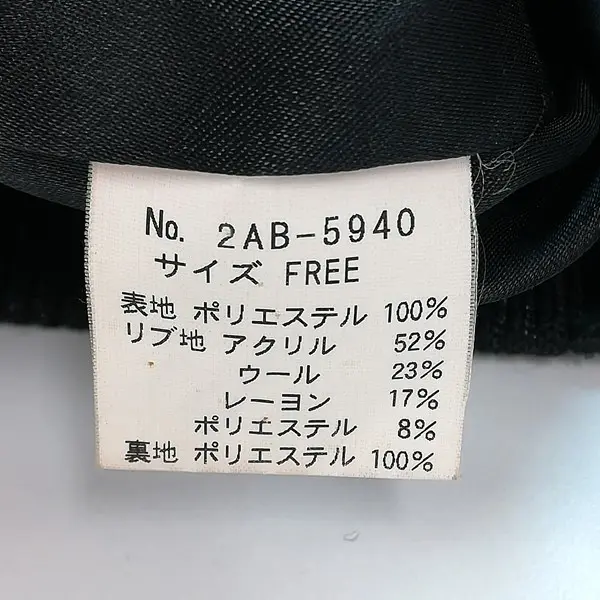 No. 2AB-5940
サイズ FREE
表地 ポリエステル 100%
リブ地 アクリル 52%
ウール 23%
レーヨン 17%
ポリエステル 8%
裏地 ポリエステル 100%